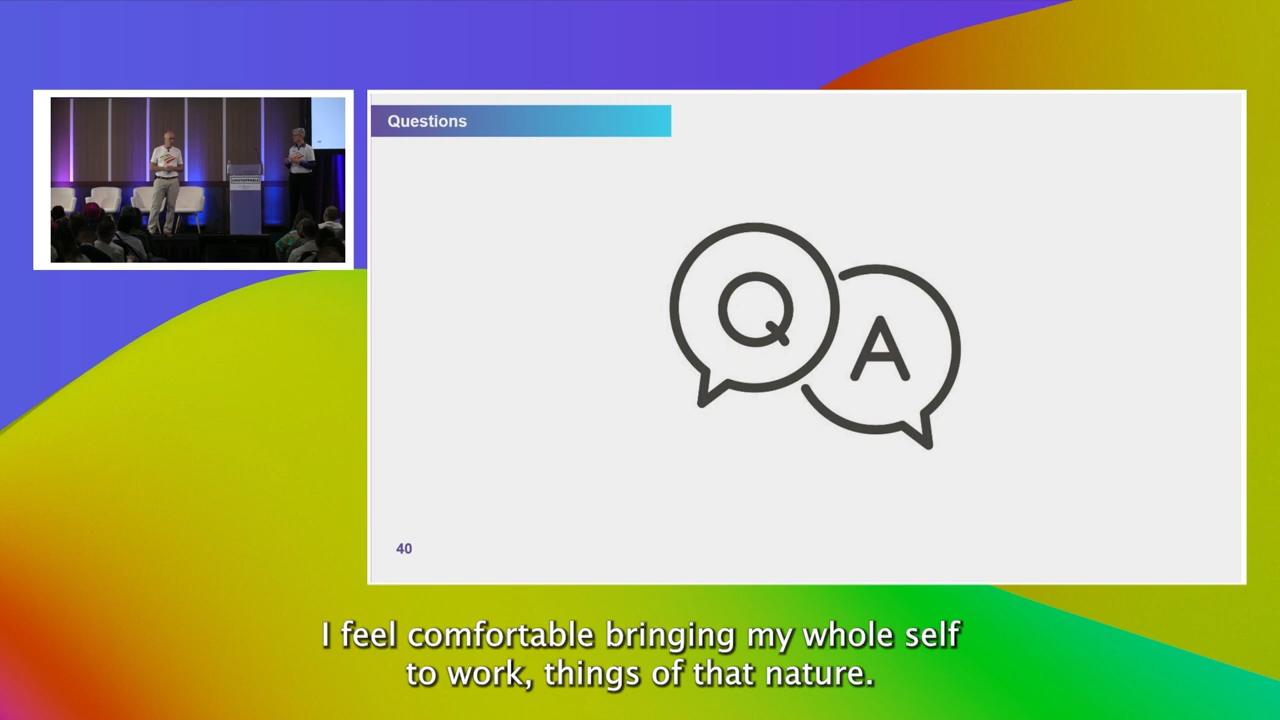 Questions
Q
A
40
I feel comfortable bringing my whole self
to work, things of that nature.